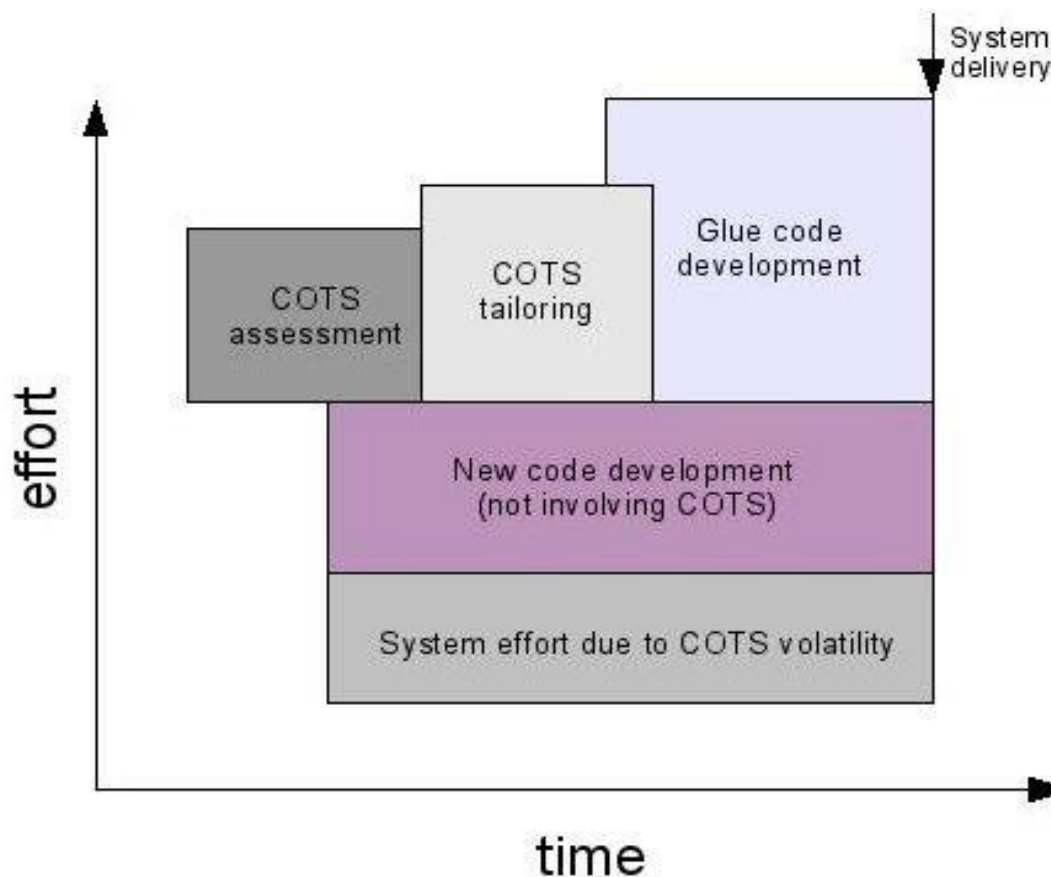 System
delivery
Glue code
development
COTS
tailoring
COTS
assessment
New code development
(not involving COTS)
System effort due to COTS volatility
effort
time